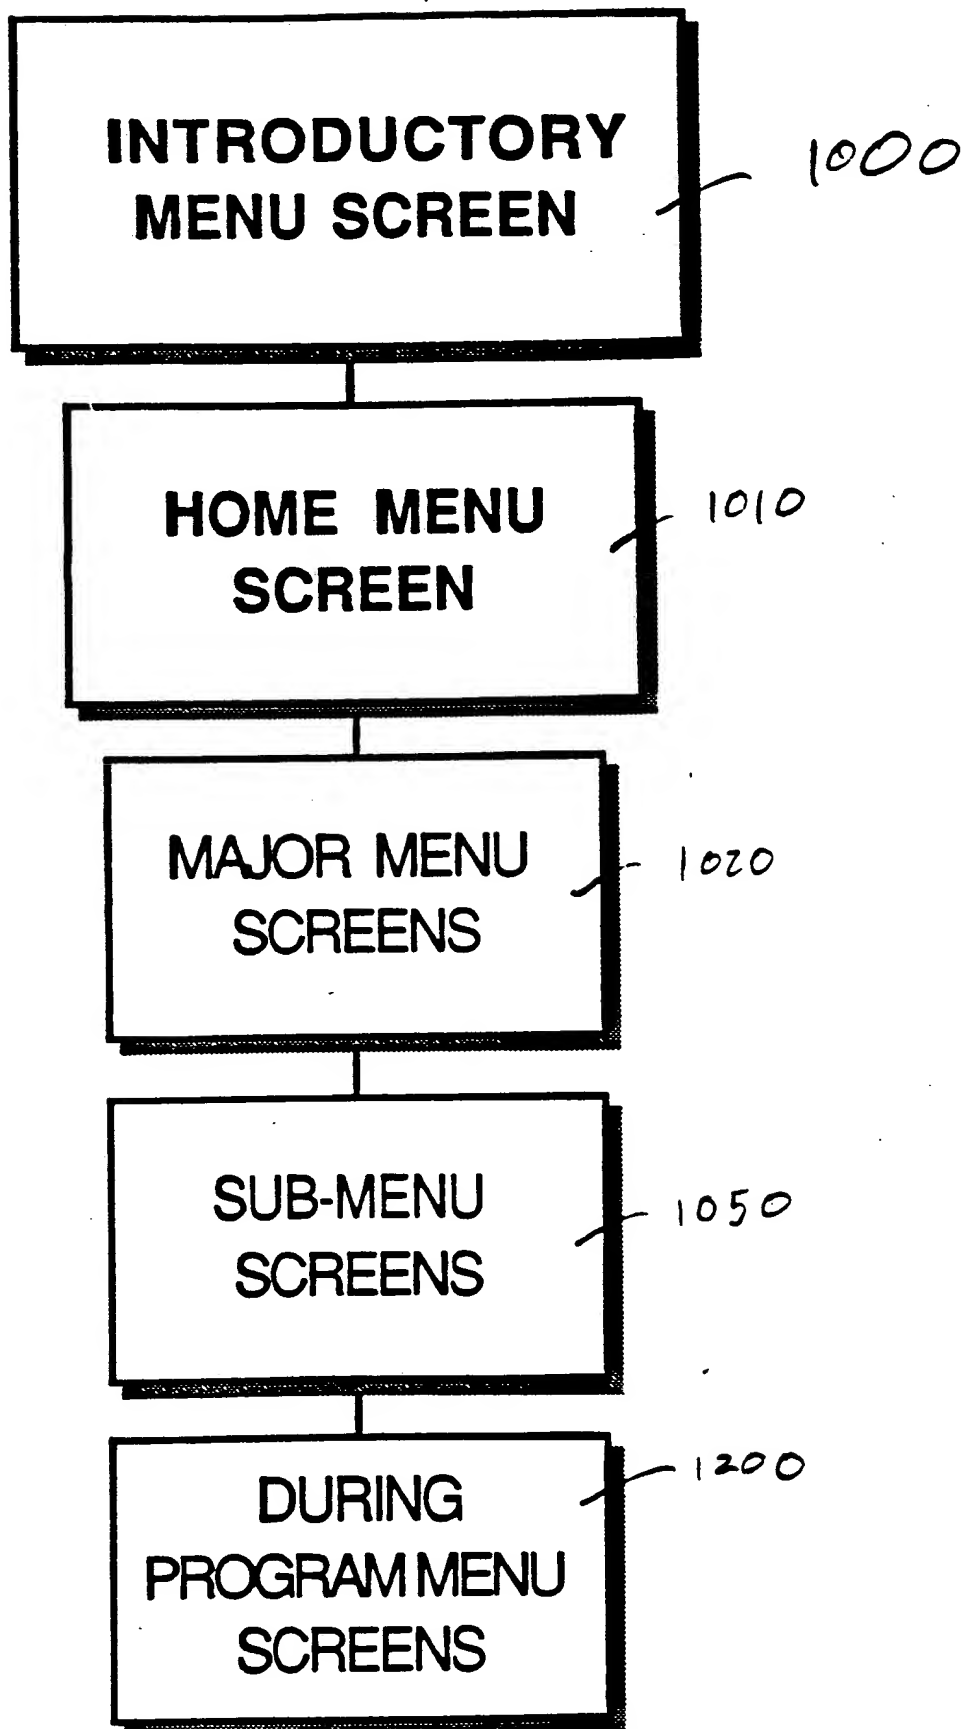 INTRODUCTORY
MENU SCREEN
1000
HOME MENU
SCREEN
1010
MAJOR MENU
SCREENS
1020
SUB-MENU
SCREENS
1050
DURING
PROGRAM MENU
SCREENS
1200